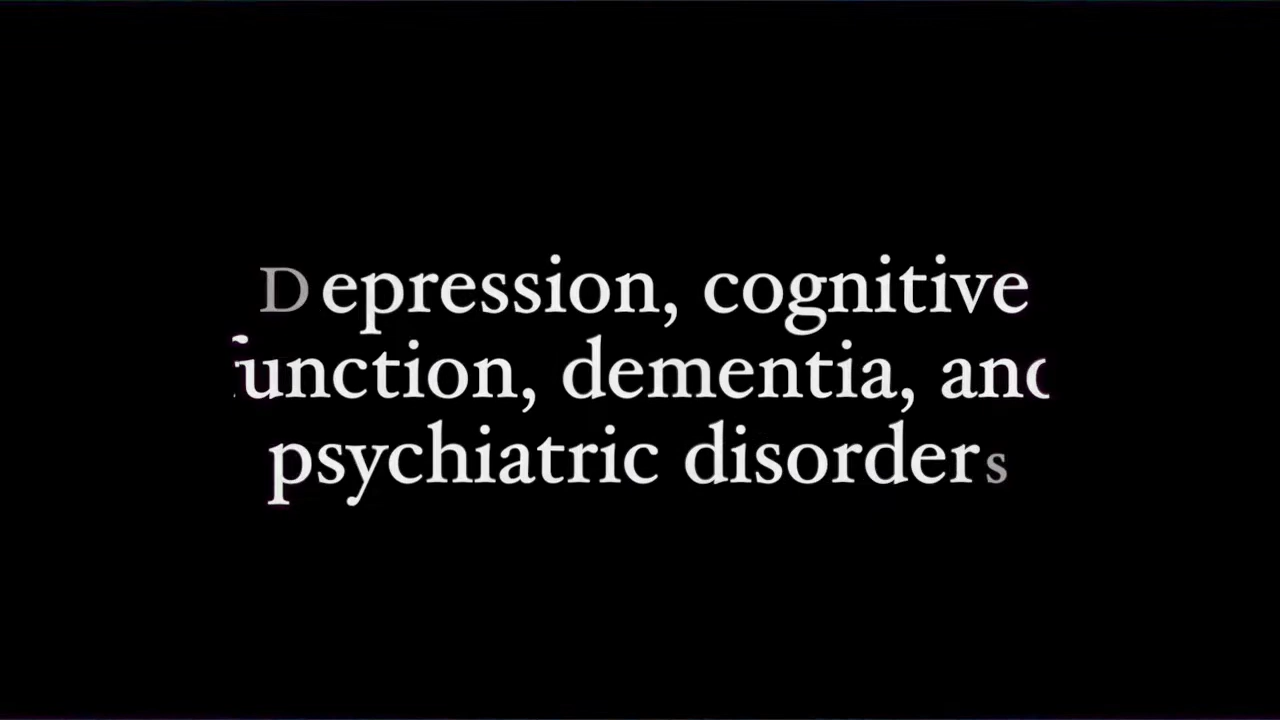 Depression, cognitive
function, dementia, and
psychiatric disorders